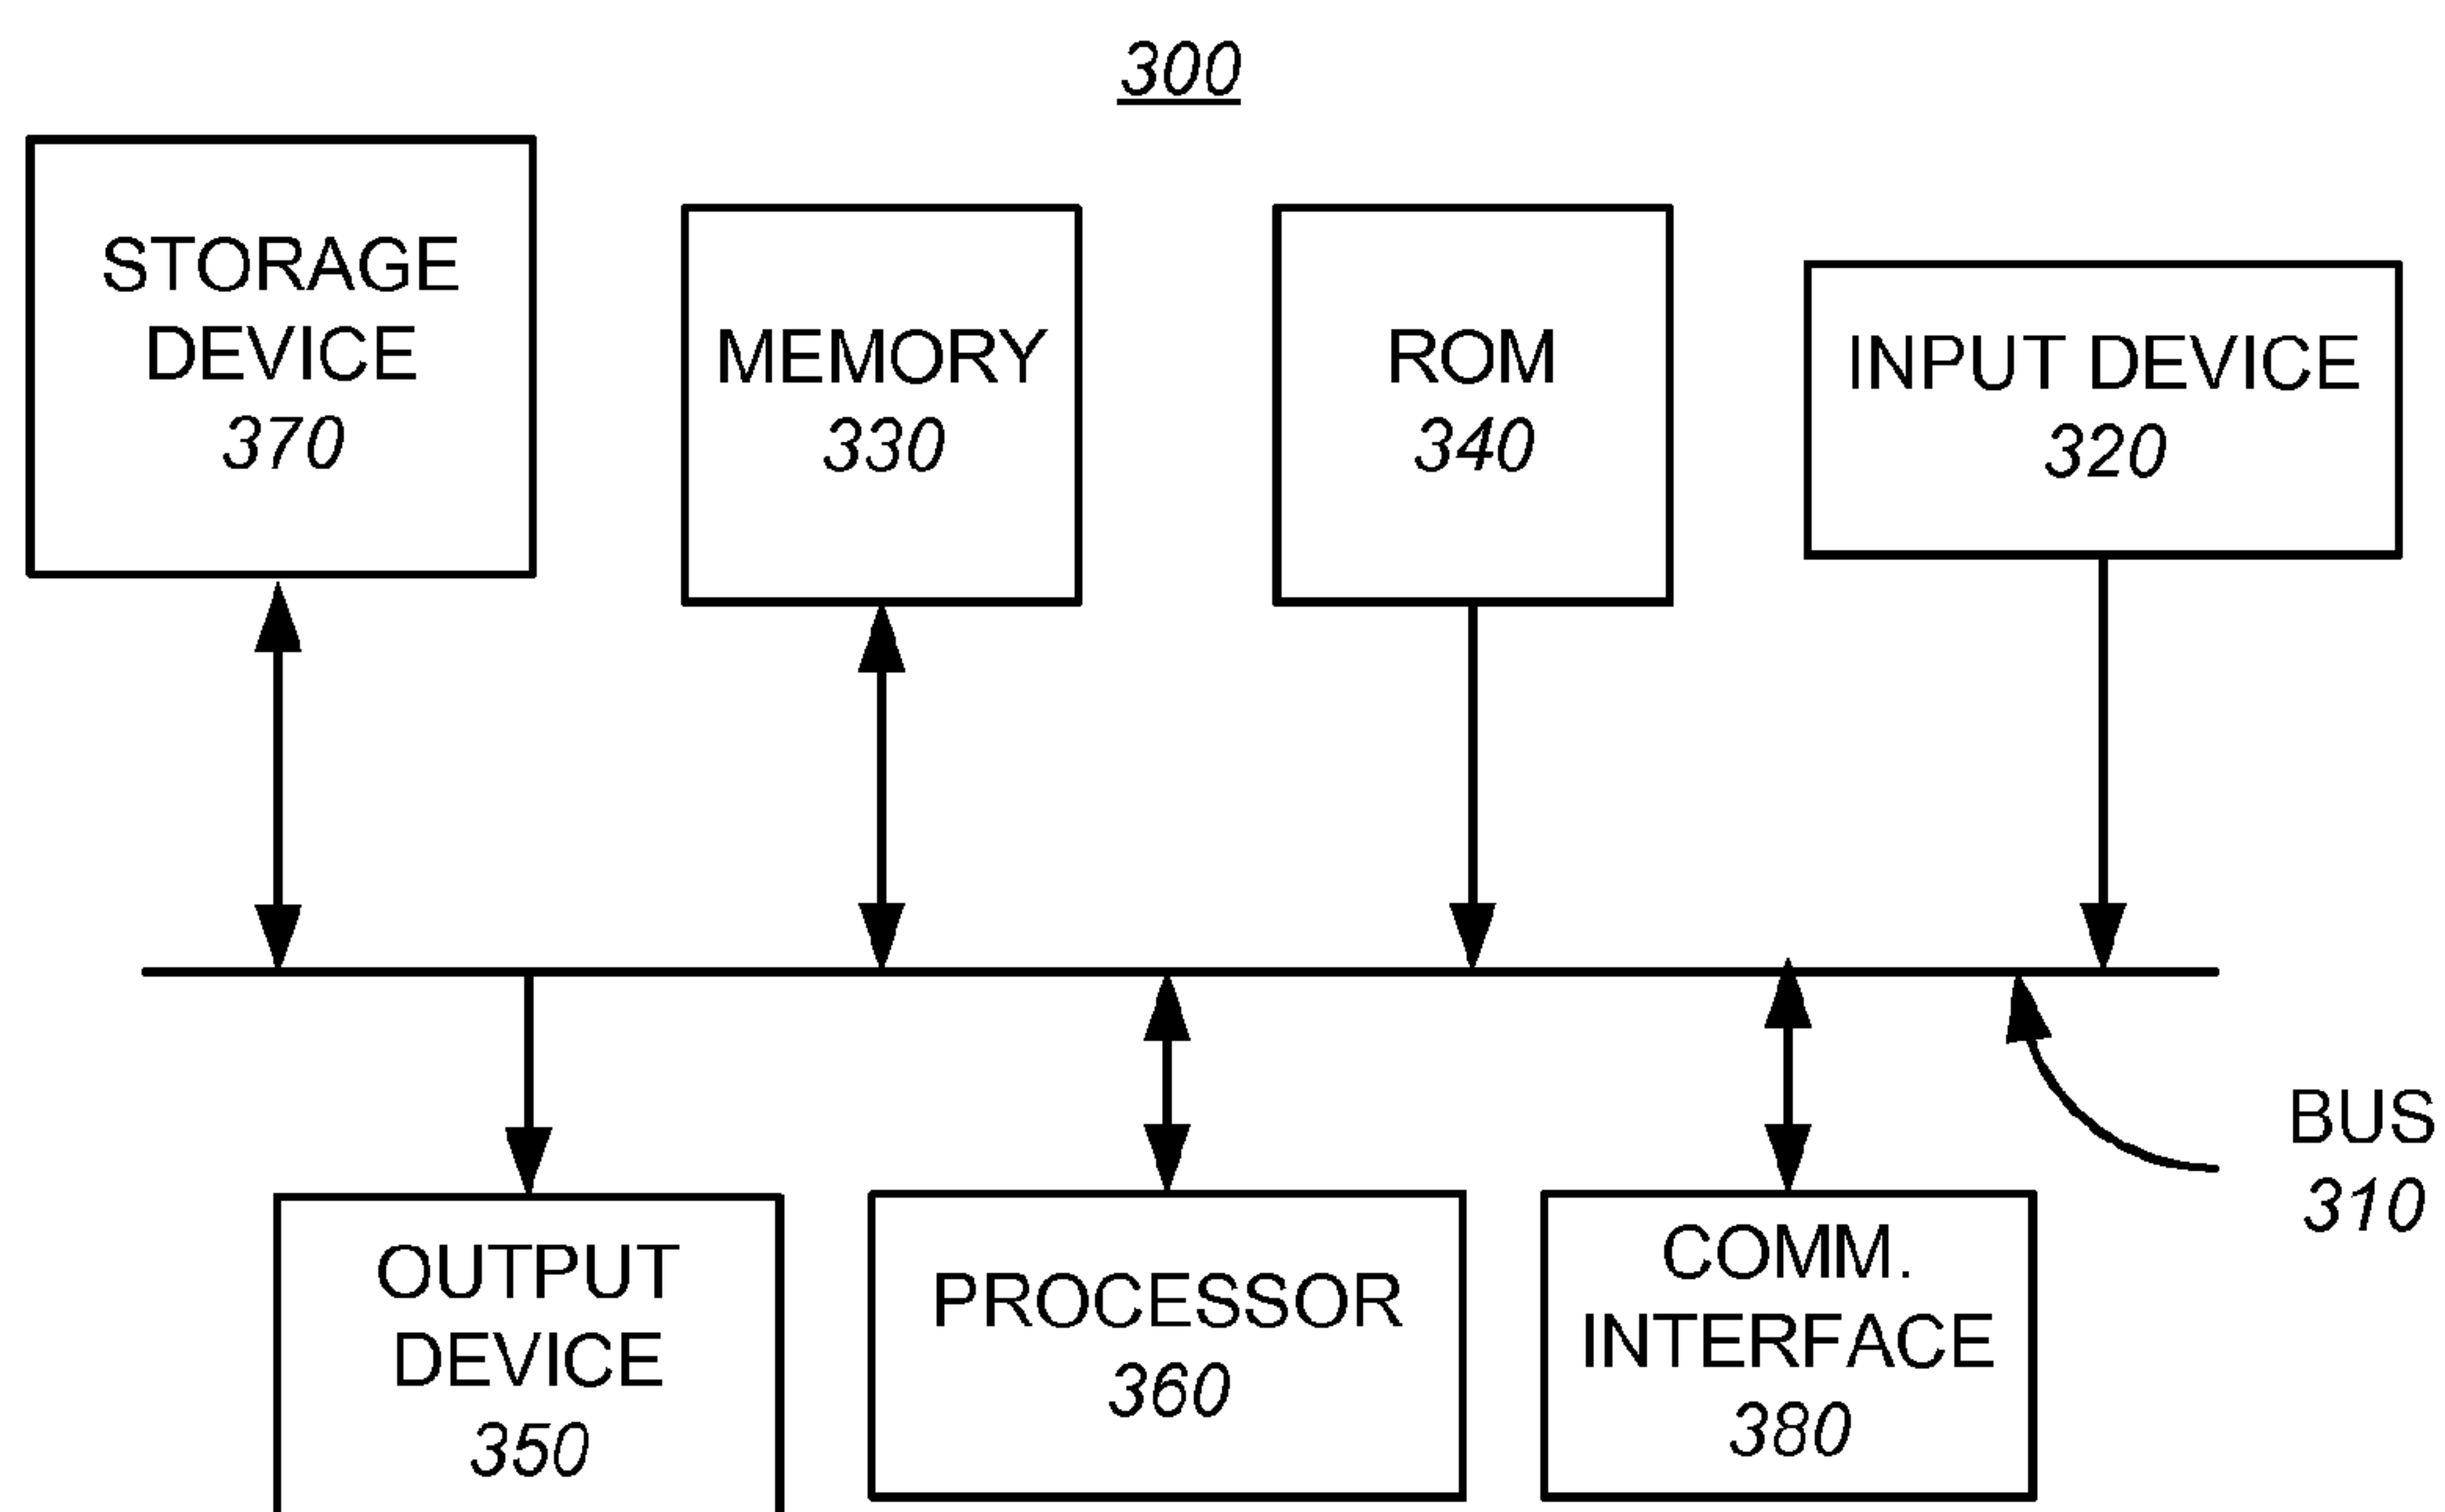 300
STORAGE
DEVICE
370
MEMORY
330
ROM
340
INPUT DEVICE
320
BUS
310
OUTPUT
DEVICE
350
PROCESSOR
360
COMM.
INTERFACE
380